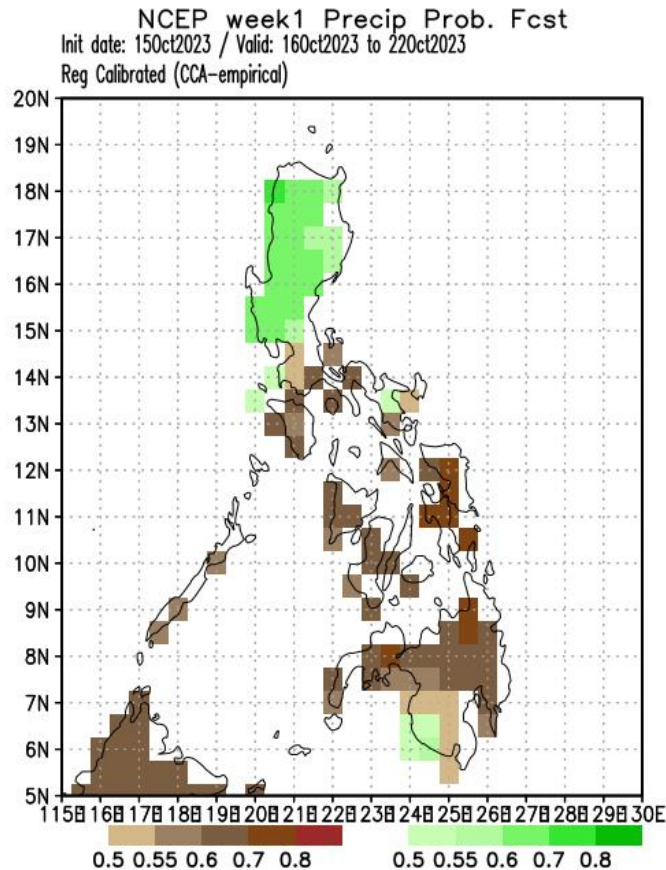 NCEP week1 Precip Prob. Fcst
Init date: 15Oct2023 / Valid: 16Oct2023 to 22Oct2023
Reg Calibrated (CCA-empirical)
20N
19N
18N
17N
16N
15N
14N
13N
12N
11N
10N
9N
8N
7N
6N
5N
115E 116E 117E 118E 119E 120E 121E 122E 123E 124E 125E 126E 127E 128E 129E 130E
0.5 0.55 0.6 0.7 0.8 0.5 0.55 0.6 0.7 0.8